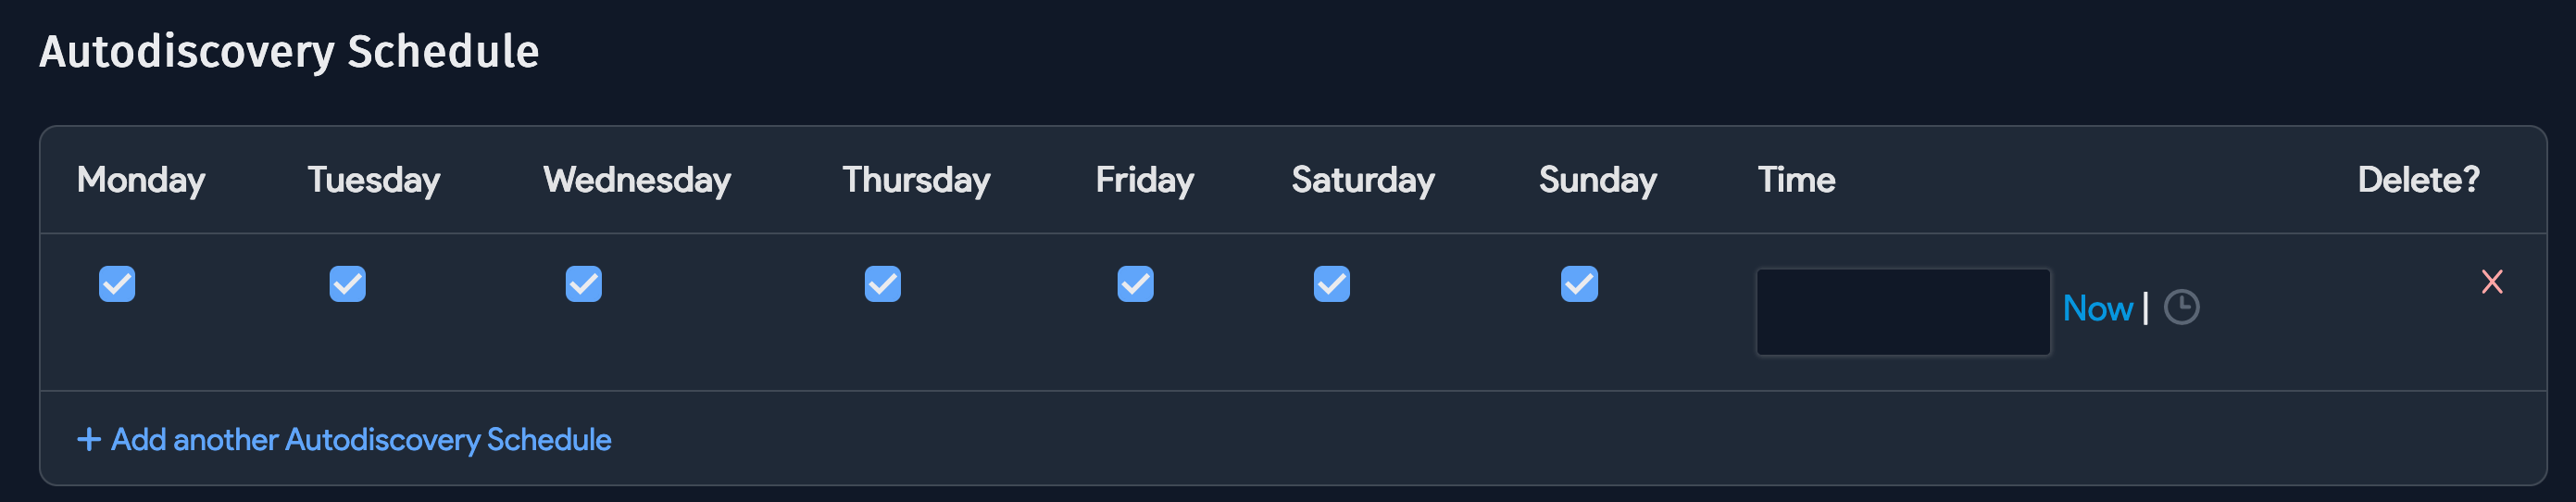 Autodiscovery Schedule
Monday Tuesday Wednesday Thursday Friday Saturday Sunday Time Delete?
Now |
+ Add another Autodiscovery Schedule